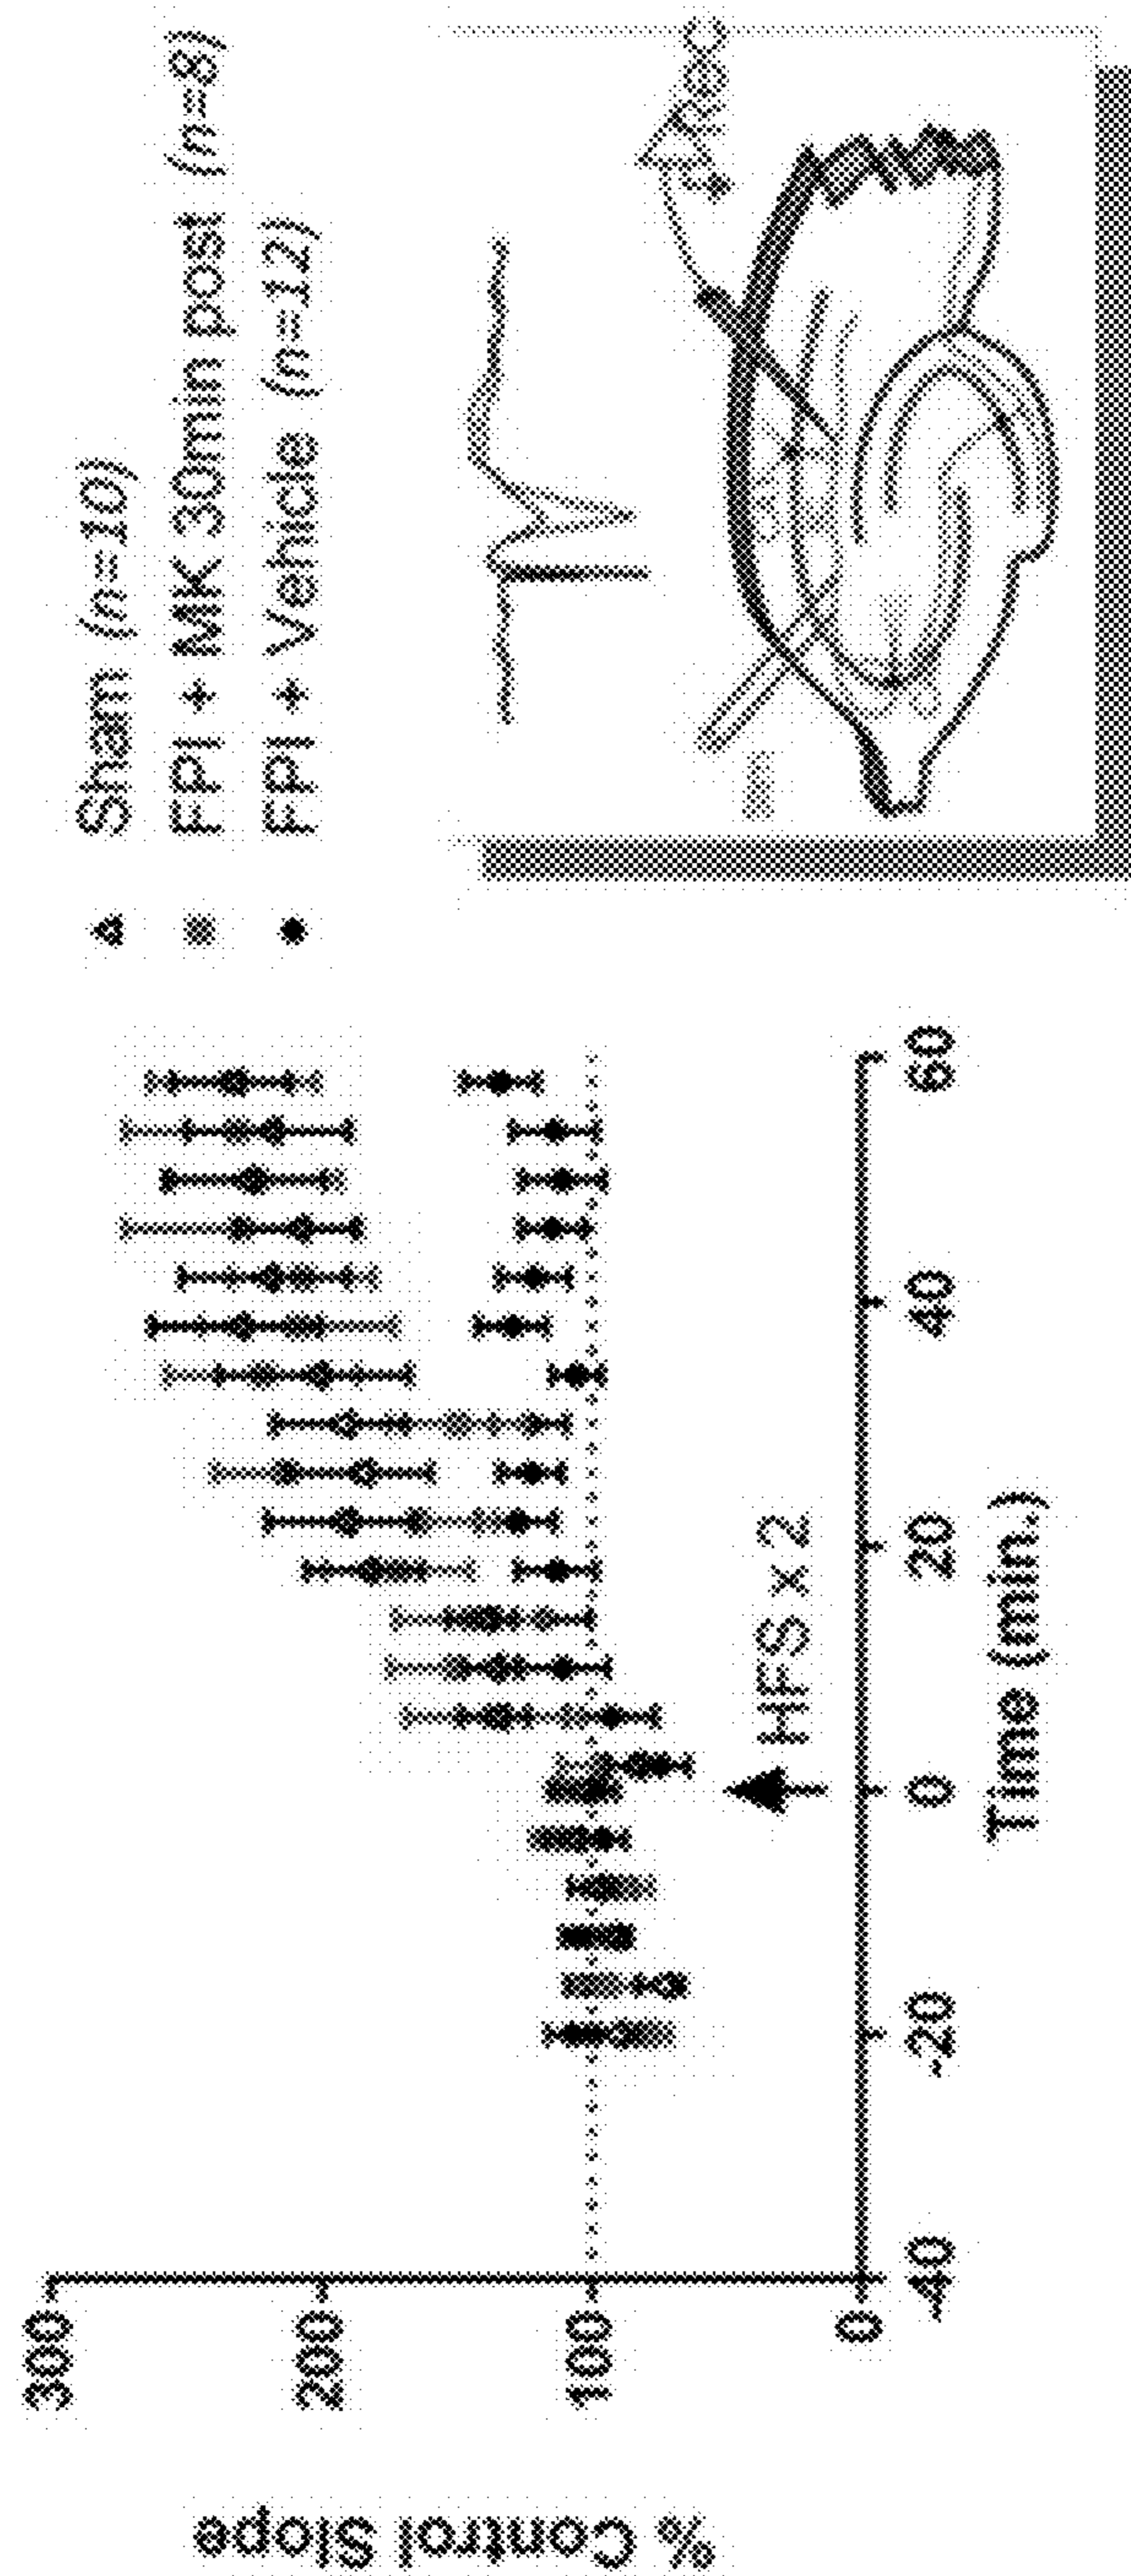 Sham (n=10)
FPI + MK 30min post (n=8)
FPI + Vehicle (n=12)
% Control Slope
300
200
100
0
-40
-20
0
20
40
60
HFS x 2
Time (min.)
Rec